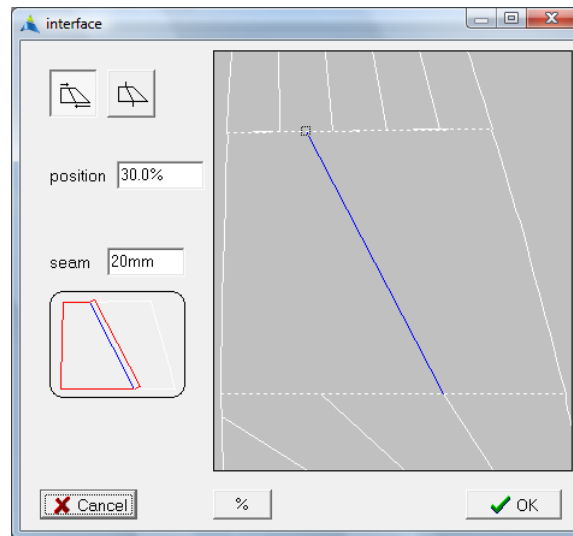 interface
position 30.0%
seam 20mm
Cancel
%
OK